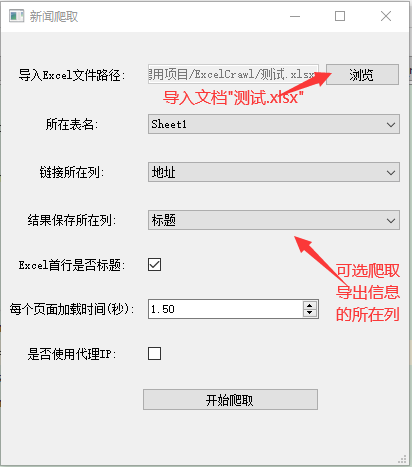 新闻爬取
导入Excel文件路径:
用项目/ExcelCrawl/测试.xlsx
浏览
导入文档"测试.xlsx"
所在表名:
Sheet1
链接所在列:
地址
结果保存所在列:
标题
Excel首行是否标题:
可选爬取
导出信息
的所在列
每个页面加载时间(秒):
1.50
是否使用代理IP:
开始爬取